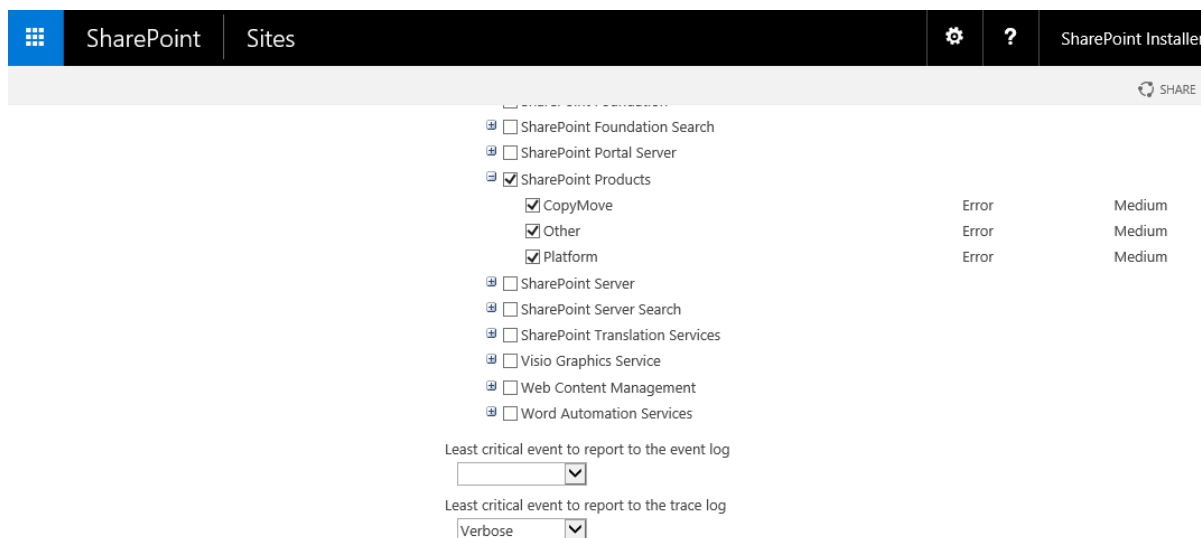 SharePoint Sites ? SharePoint Installer
SHARE
SharePoint Foundation
SharePoint Foundation Search
SharePoint Portal Server
SharePoint Products
CopyMove Error Medium
Other Error Medium
Platform Error Medium
SharePoint Server
SharePoint Server Search
SharePoint Translation Services
Visio Graphics Service
Web Content Management
Word Automation Services
Least critical event to report to the event log
Least critical event to report to the trace log
Verbose